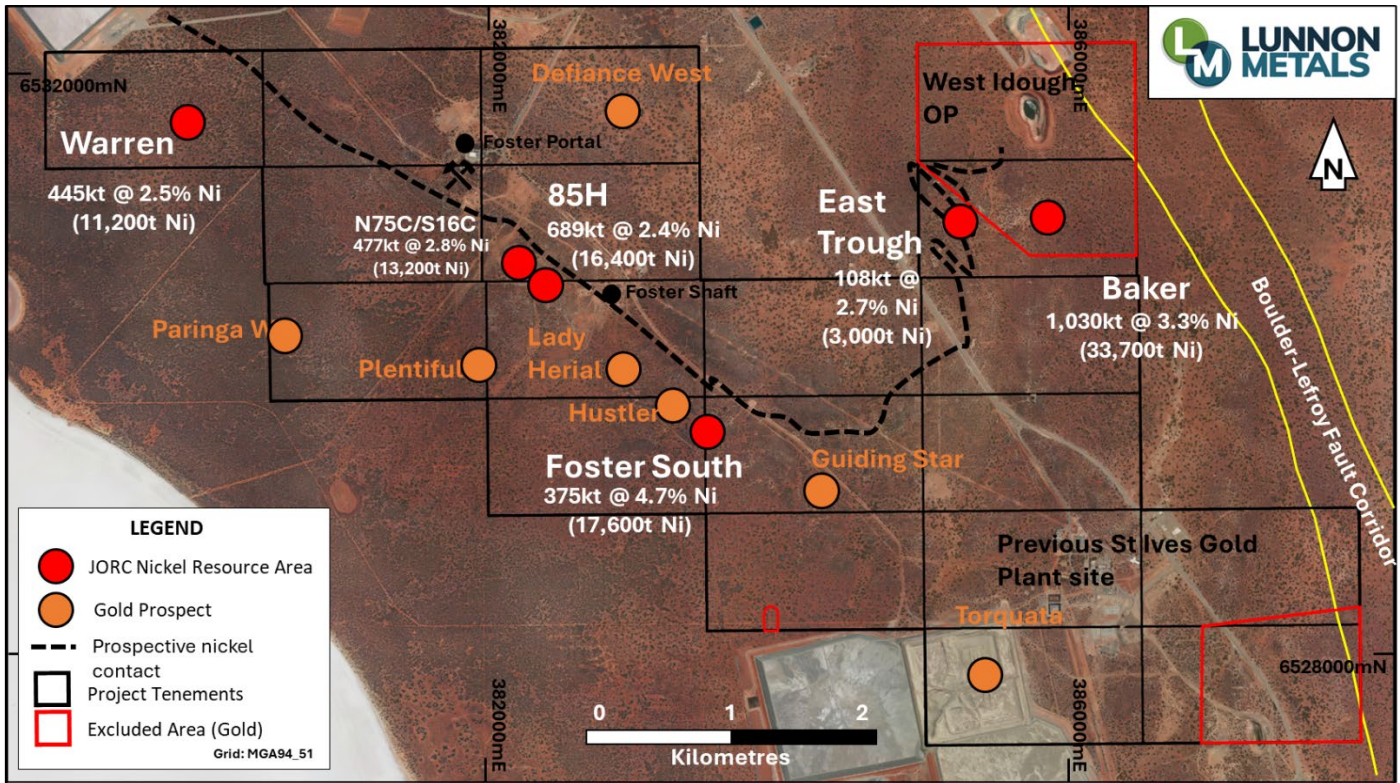 382000mE
386000mE
LM
LUNNON
METALS
6532000mN
Defiance West
West Idough
OP
N
Warren
Foster Portal
445kt @ 2.5% Ni
(11,200t Ni)
N75C/S16C
477kt @ 2.8% Ni
(13,200t Ni)
85H
689kt @ 2.4% Ni
(16,400t Ni)
East
Trough
108kt @
2.7% Ni
(3,000t Ni)
Foster Shaft
Baker
1,030kt @ 3.3% Ni
(33,700t Ni)
Boulder-Lefroy Fault Corridor
Paringa W
Plentiful
Lady
Herial
Hustler
Foster South
375kt @ 4.7% Ni
(17,600t Ni)
Guiding Star
Previous St Ives Gold
Plant site
Torquata
6528000mN
LEGEND
JORC Nickel Resource Area
Gold Prospect
Prospective nickel
contact
Project Tenements
Excluded Area (Gold)
Grid: MGA94_51
382000mE
386000mE
0 1 2
Kilometres